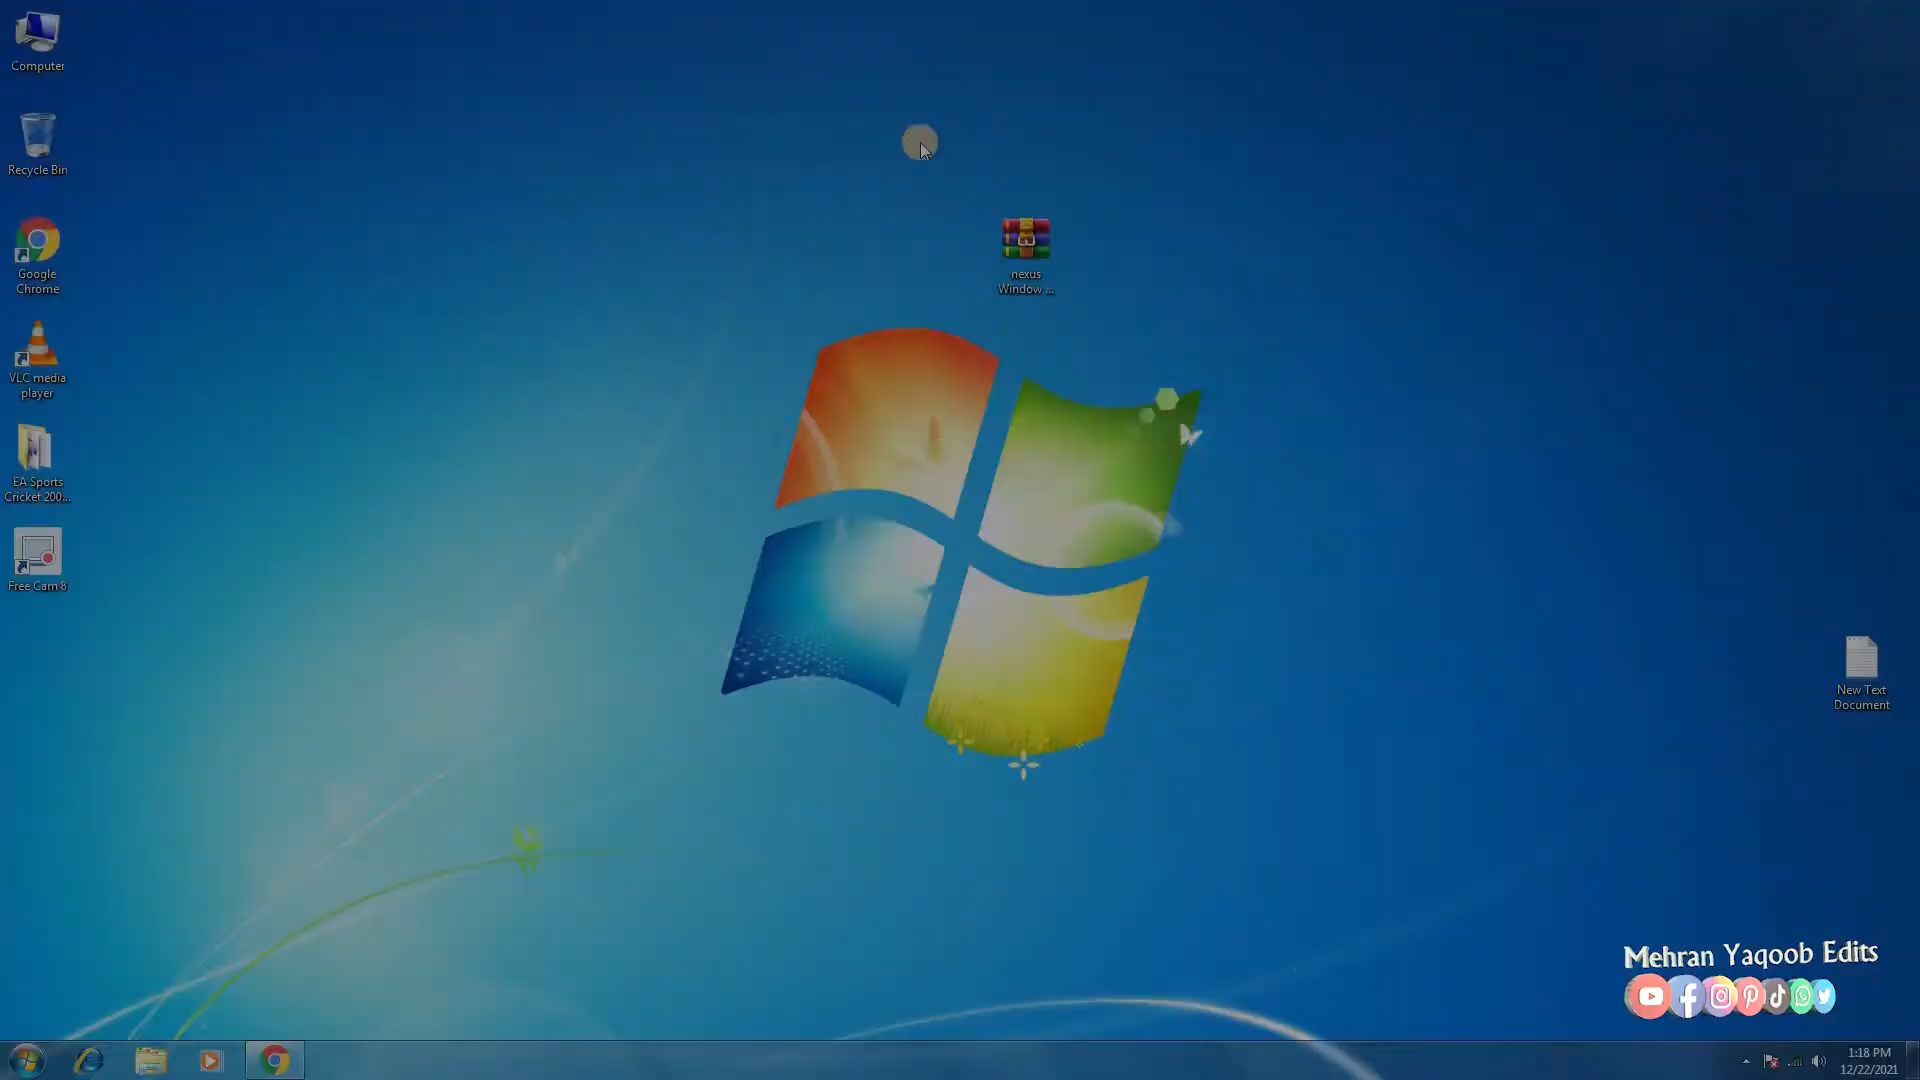 Computer
Recycle Bin
Google
Chrome
VLC media
player
EA Sports
Cricket 200...
Free Cam 8
nexus
Window ...
New Text
Document
Mehran Yaqoob Edits
1:18 PM
12/22/2021